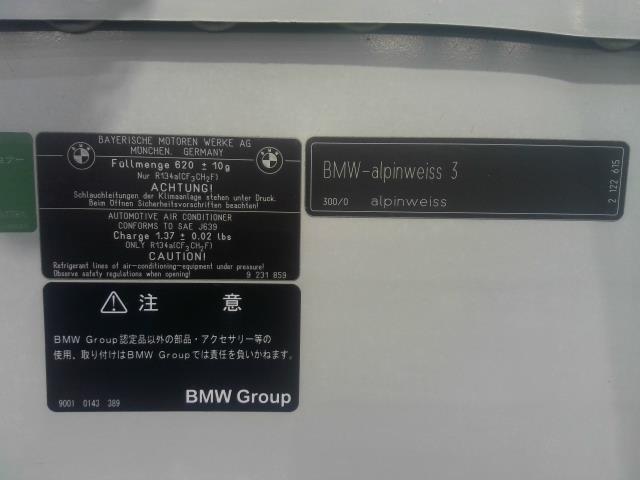 BAYERISCHE MOTOREN WERKE AG
MÜNCHEN, GERMANY
Füllmenge 620 ± 10g
Nur R134a(CF3CH2F)
ACHTUNG!
Schlauchleitungen der Klimaanlage stehen unter Druck.
Beim Öffnen Sicherheitsvorschriften beachten!
AUTOMOTIVE AIR CONDITIONER
CONFORMS TO SAE J639
Charge 1.37 ± 0.02 lbs
ONLY R134a(CF3CH2F)
CAUTION!
Refrigerant lines of air-conditioning-equipment under pressure!
Observe safety regulations when opening!
9 231 859
BMW-alpinweiss 3
300/0 alpinweiss
2 122 615
注 意
BMW Group認定品以外の部品・アクセサリー等の
使用、取り付けはBMW Groupでは責任を負いかねます。
BMW Group
9001 0143 389